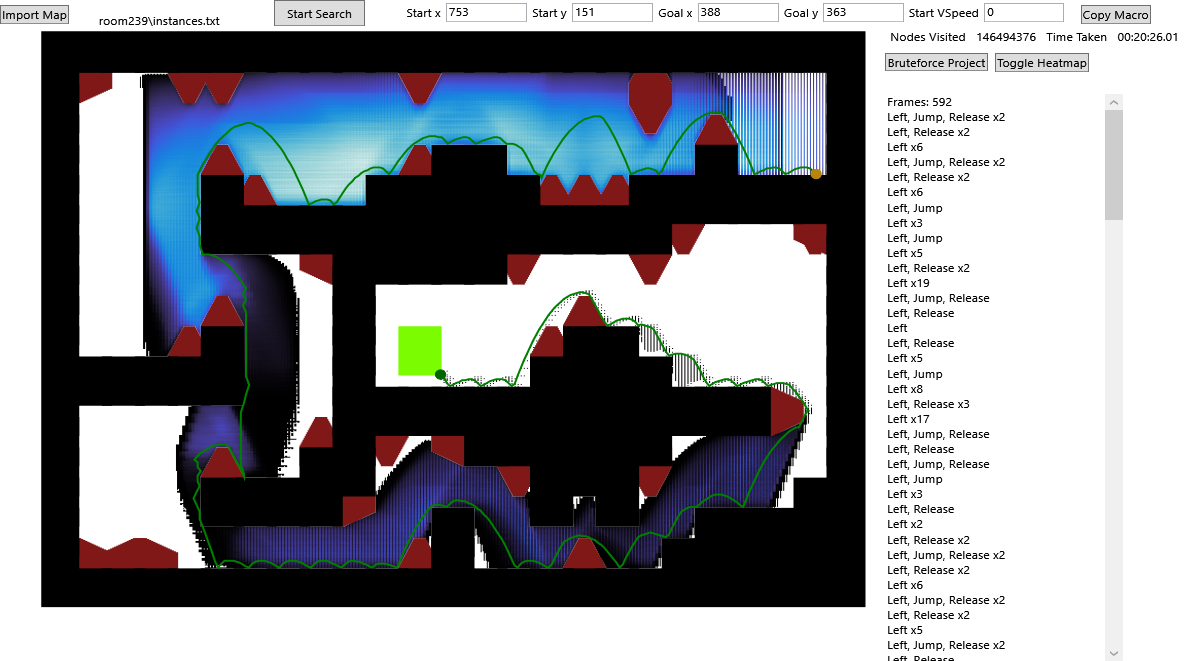 Import Map
room239\instances.txt
Start Search
Start x 753 Start y 151 Goal x 388 Goal y 363 Start VSpeed 0
Copy Macro
Nodes Visited 146494376 Time Taken 00:20:26.01
Bruteforce Project Toggle Heatmap
Frames: 592
Left, Jump, Release x2
Left, Release x2
Left x6
Left, Jump, Release x2
Left, Release x2
Left x6
Left, Jump
Left x3
Left, Jump
Left x5
Left, Release x2
Left x19
Left, Jump, Release
Left, Release
Left
Left, Release
Left x5
Left, Jump
Left x8
Left, Release x3
Left x17
Left, Jump, Release
Left, Release
Left, Jump, Release
Left, Jump
Left x3
Left, Release
Left x2
Left, Release x2
Left, Jump, Release x2
Left, Release x2
Left x6
Left, Jump, Release x2
Left, Release x2
Left x5
Left, Jump, Release x2
Left, Release